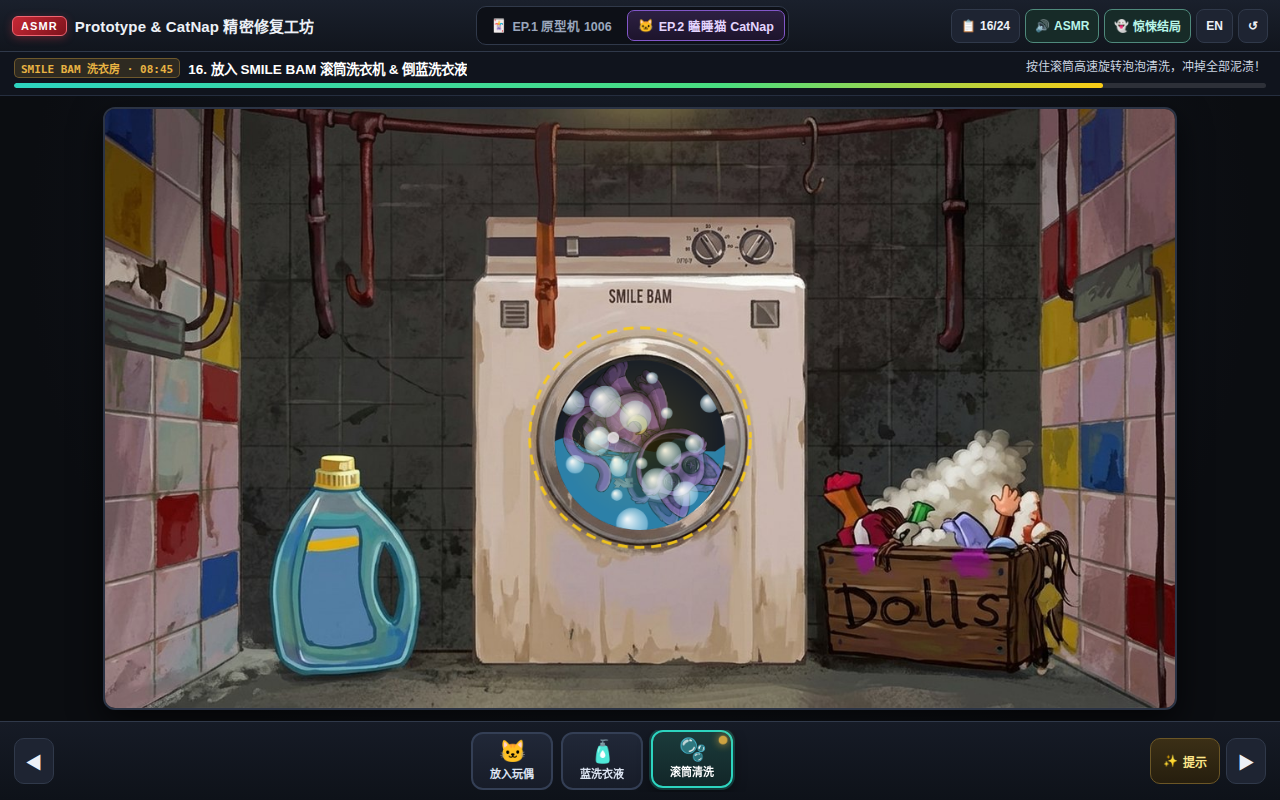 ASMR
Prototype & CatNap 精密修复工坊
EP.1 原型机 1006
EP.2 瞌睡猫 CatNap
16/24
ASMR
惊悚结局
EN
SMILE BAM 洗衣房 · 08:45
16. 放入 SMILE BAM 滚筒洗衣机 & 倒蓝洗衣液
按住滚筒高速旋转泡泡清洗，冲掉全部泥渍！
SMILE BAM
Dolls
放入玩偶
蓝洗衣液
滚筒清洗
提示